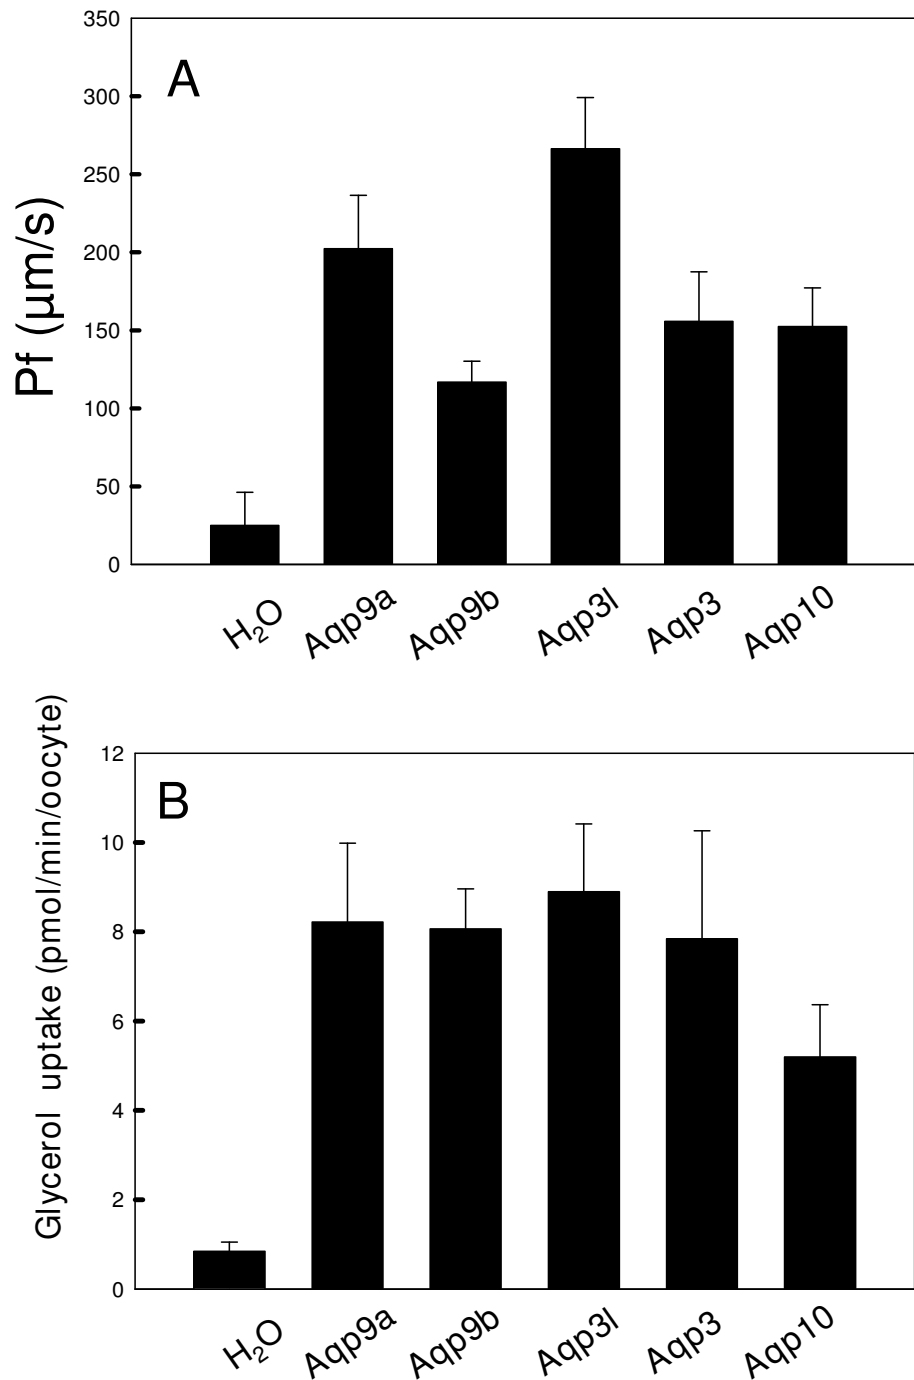 350
A
300
250
200
150
100
50
0
Pf (µm/s)
H₂O Aqp9a Aqp9b Aqp3l Aqp3 Aqp10
12
B
10
8
6
4
2
0
Glycerol uptake (pmol/min/oocyte)
H₂O Aqp9a Aqp9b Aqp3l Aqp3 Aqp10